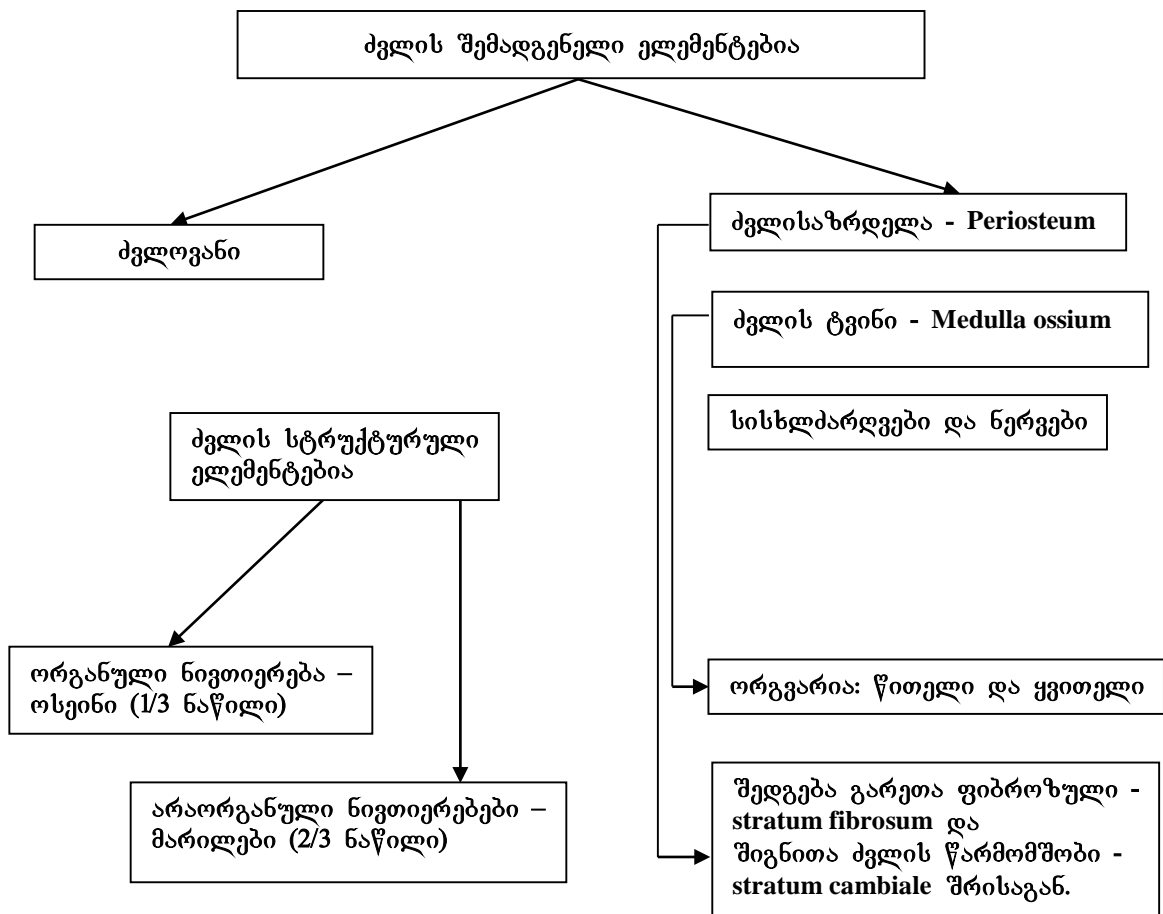 ძვლის შემადგენელი ელემენტებია
ძვლისაზრდელა - Periosteum
ძვლოვანი
ძვლის ტვინი - Medulla ossium
სისხლძარღვები და ნერვები
ძვლის სტრუქტურული
ელემენტებია
ორგანული ნივთიერება –
ოსეინი (1/3 ნაწილი)
ორგვარია: წითელი და ყვითელი
არაორგანული ნივთიერებები –
მარილები (2/3 ნაწილი)
შედგება გარეთა ფიბროზული -
stratum fibrosum და
შიგნითა ძვლის წარმომშობი -
stratum cambiale შრისაგან.